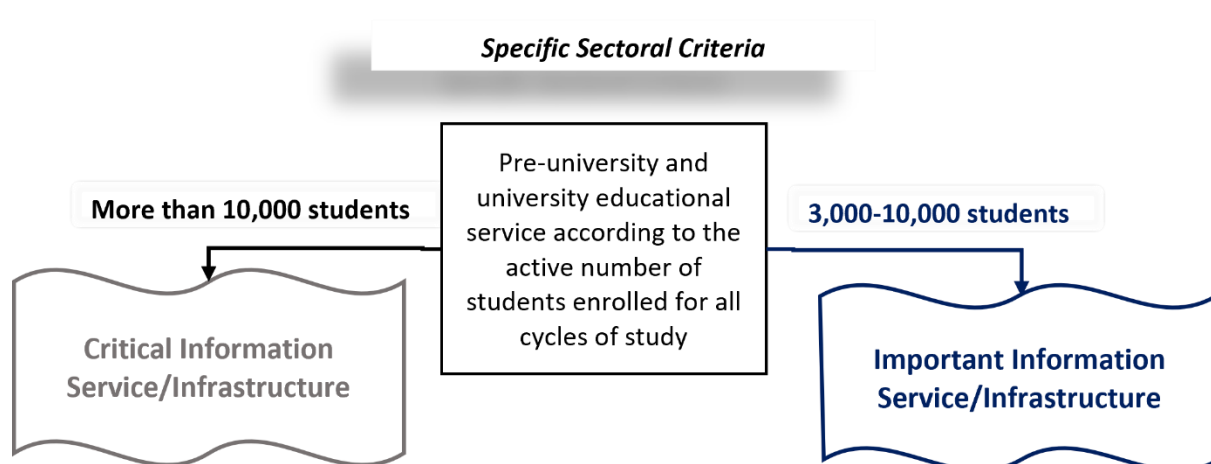 Specific Sectoral Criteria
Pre-university and
university educational
service according to the
active number of
students enrolled for all
cycles of study
More than 10,000 students
3,000-10,000 students
Critical Information
Service/Infrastructure
Important Information
Service/Infrastructure